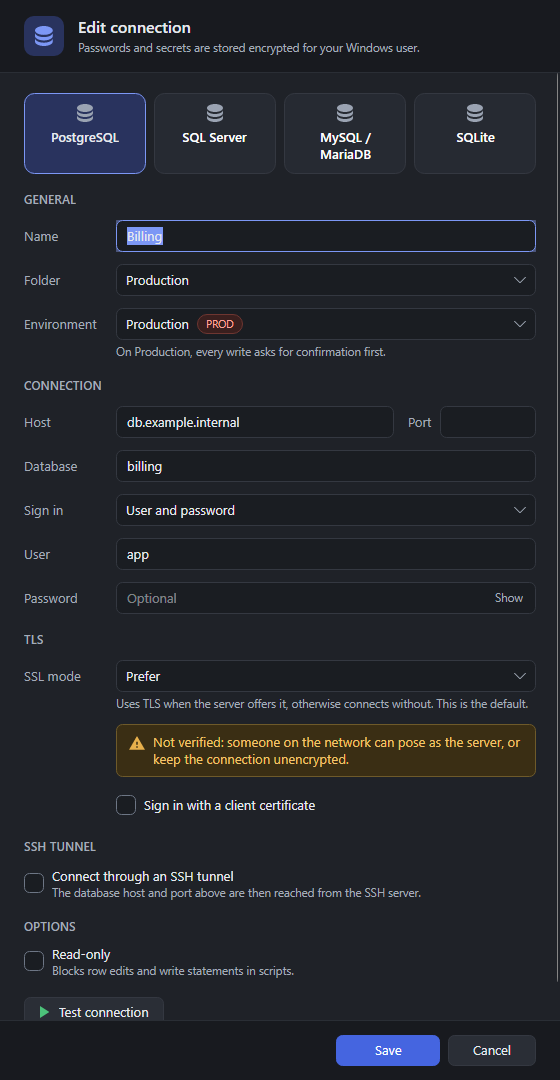 Edit connection
Passwords and secrets are stored encrypted for your Windows user.
PostgreSQL
SQL Server
MySQL /
MariaDB
SQLite
GENERAL
Name
Billing
Folder
Production
Environment
Production PROD
On Production, every write asks for confirmation first.
CONNECTION
Host
db.example.internal
Port
Database
billing
Sign in
User and password
User
app
Password
Optional
Show
TLS
SSL mode
Prefer
Uses TLS when the server offers it, otherwise connects without. This is the default.
Not verified: someone on the network can pose as the server, or
keep the connection unencrypted.
Sign in with a client certificate
SSH TUNNEL
Connect through an SSH tunnel
The database host and port above are then reached from the SSH server.
OPTIONS
Read-only
Blocks row edits and write statements in scripts.
Test connection
Save
Cancel